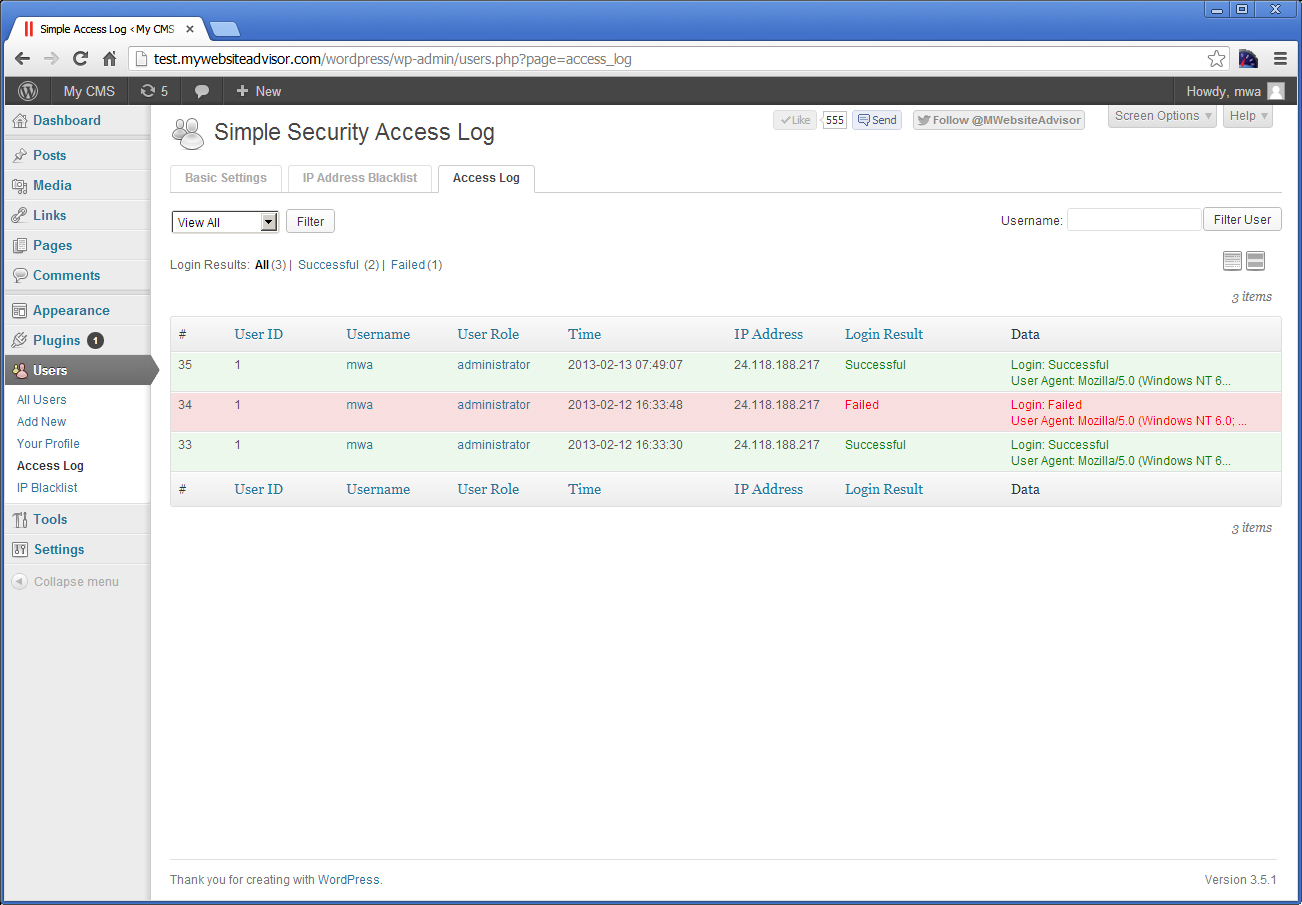 Simple Access Log ‹ My CMS
test.mywebsiteadvisor.com/wordpress/wp-admin/users.php?page=access_log
My CMS 5 + New Howdy, mwa
Dashboard
Posts
Media
Links
Pages
Comments
Appearance
Plugins 1
Users
All Users
Add New
Your Profile
Access Log
IP Blacklist
Tools
Settings
Collapse menu
Like 555 Send Follow @MWebsiteAdvisor Screen Options Help
Simple Security Access Log
Basic Settings IP Address Blacklist Access Log
View All Filter Username: Filter User
Login Results: All (3) | Successful (2) | Failed (1)
3 items
# User ID Username User Role Time IP Address Login Result Data
35 1 mwa administrator 2013-02-13 07:49:07 24.118.188.217 Successful Login: Successful
User Agent: Mozilla/5.0 (Windows NT 6...
34 1 mwa administrator 2013-02-12 16:33:48 24.118.188.217 Failed Login: Failed
User Agent: Mozilla/5.0 (Windows NT 6.0; ...
33 1 mwa administrator 2013-02-12 16:33:30 24.118.188.217 Successful Login: Successful
User Agent: Mozilla/5.0 (Windows NT 6...
# User ID Username User Role Time IP Address Login Result Data
3 items
Thank you for creating with WordPress. Version 3.5.1